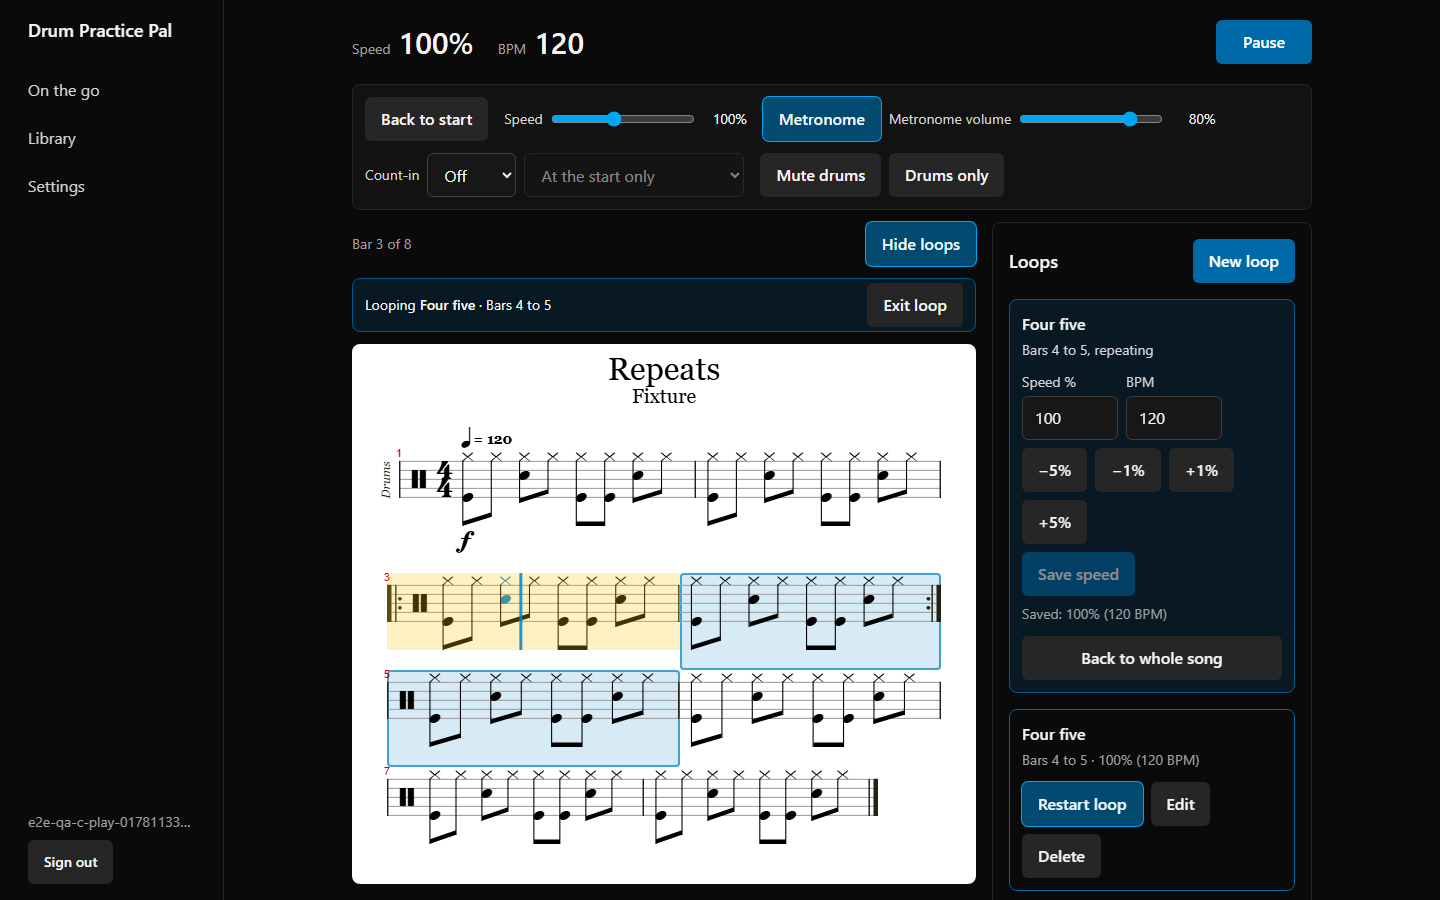 Drum Practice Pal
On the go
Library
Settings
e2e-qa-c-play-01781133...
Sign out
Speed 100% BPM 120
Pause
Back to start Speed 100% Metronome Metronome volume 80%
Count-in Off At the start only Mute drums Drums only
Bar 3 of 8
Hide loops
Looping Four five · Bars 4 to 5
Exit loop
Repeats
Fixture
= 120
1
Drums
4
4
f
3
5
7
Loops
New loop
Four five
Bars 4 to 5, repeating
Speed % BPM
100 120
−5% −1% +1%
+5%
Save speed
Saved: 100% (120 BPM)
Back to whole song
Four five
Bars 4 to 5 · 100% (120 BPM)
Restart loop Edit
Delete